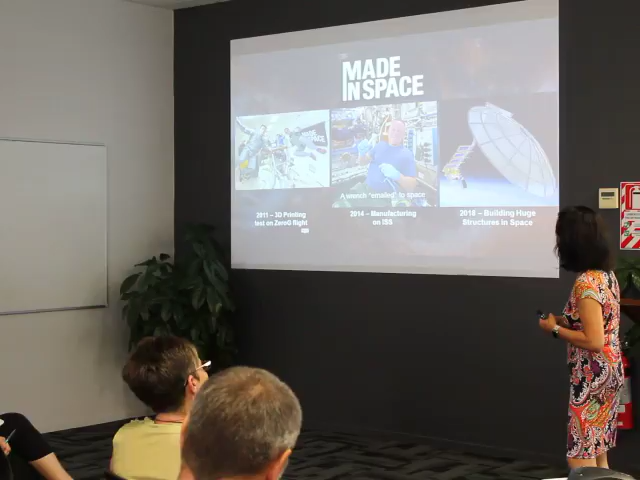 MADE
IN SPACE
A wrench "emailed" to space
2011 – 3D Printing
test on ZeroG flight
2014 – Manufacturing
on ISS
2018 – Building Huge
Structures in Space